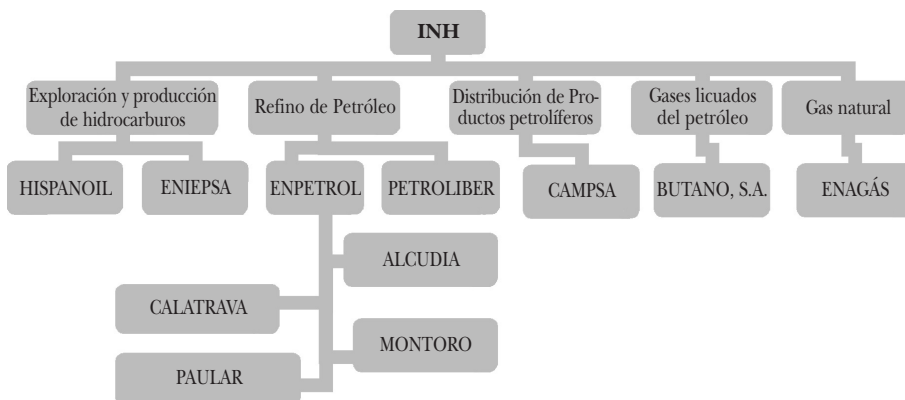 INH
Exploración y producción
de hidrocarburos
Refino de Petróleo
Distribución de Pro-
ductos petrolíferos
Gases licuados
del petróleo
Gas natural
HISPANOIL
ENIEPSA
ENPETROL
PETROLIBER
CAMPSA
BUTANO, S.A.
ENAGÁS
ALCUDIA
CALATRAVA
MONTORO
PAULAR